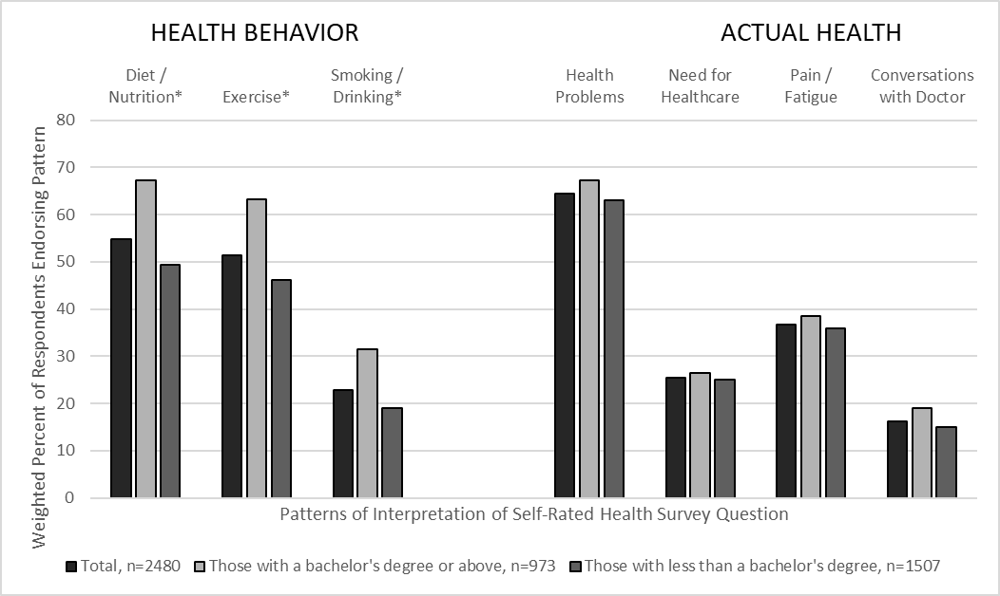 HEALTH BEHAVIOR
ACTUAL HEALTH
Diet /
Nutrition*
Exercise*
Smoking /
Drinking*
Health
Problems
Need for
Healthcare
Pain /
Fatigue
Conversations
with Doctor
Weighted Percent of Respondents Endorsing Pattern
80
70
60
50
40
30
20
10
0
Patterns of Interpretation of Self-Rated Health Survey Question
Total, n=2480
Those with a bachelor's degree or above, n=973
Those with less than a bachelor's degree, n=1507